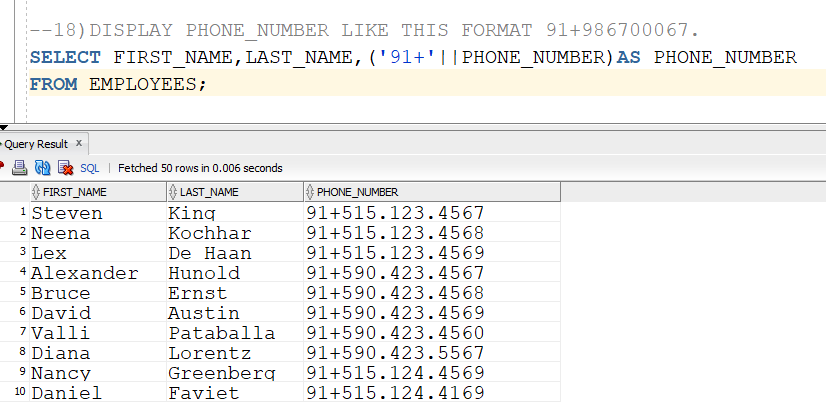 --18)DISPLAY PHONE_NUMBER LIKE THIS FORMAT 91+986700067.
SELECT FIRST_NAME,LAST_NAME,('91+'||PHONE_NUMBER)AS PHONE_NUMBER
FROM EMPLOYEES;
Query Result x
SQL | Fetched 50 rows in 0.006 seconds
FIRST_NAME LAST_NAME PHONE_NUMBER
1 Steven King 91+515.123.4567
2 Neena Kochhar 91+515.123.4568
3 Lex De Haan 91+515.123.4569
4 Alexander Hunold 91+590.423.4567
5 Bruce Ernst 91+590.423.4568
6 David Austin 91+590.423.4569
7 Valli Pataballa 91+590.423.4560
8 Diana Lorentz 91+590.423.5567
9 Nancy Greenberg 91+515.124.4569
10 Daniel Faviet 91+515.124.4169